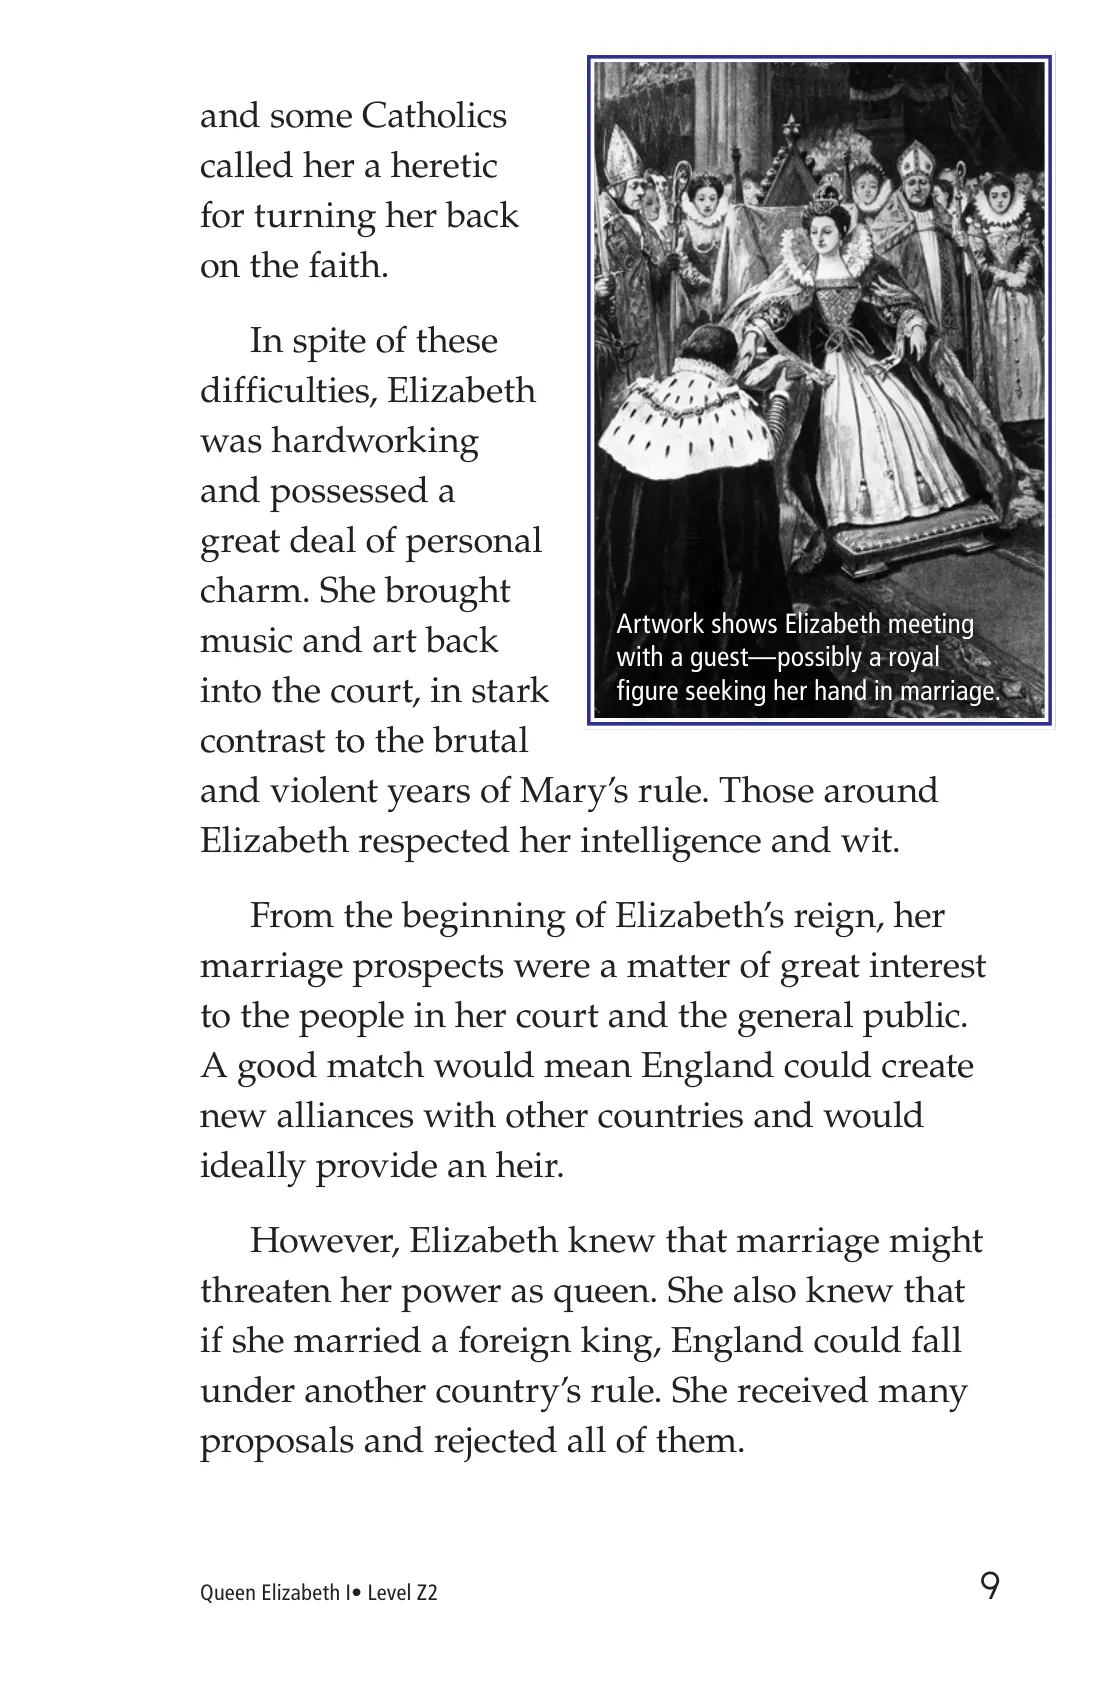 and some Catholics
called her a heretic
for turning her back
on the faith.
In spite of these
difficulties, Elizabeth
was hardworking
and possessed a
great deal of personal
charm. She brought
music and art back
into the court, in stark
contrast to the brutal
and violent years of Mary’s rule. Those around
Elizabeth respected her intelligence and wit.
Artwork shows Elizabeth meeting
with a guest—possibly a royal
figure seeking her hand in marriage.
From the beginning of Elizabeth’s reign, her
marriage prospects were a matter of great interest
to the people in her court and the general public.
A good match would mean England could create
new alliances with other countries and would
ideally provide an heir.
However, Elizabeth knew that marriage might
threaten her power as queen. She also knew that
if she married a foreign king, England could fall
under another country’s rule. She received many
proposals and rejected all of them.
Queen Elizabeth I• Level Z2
9